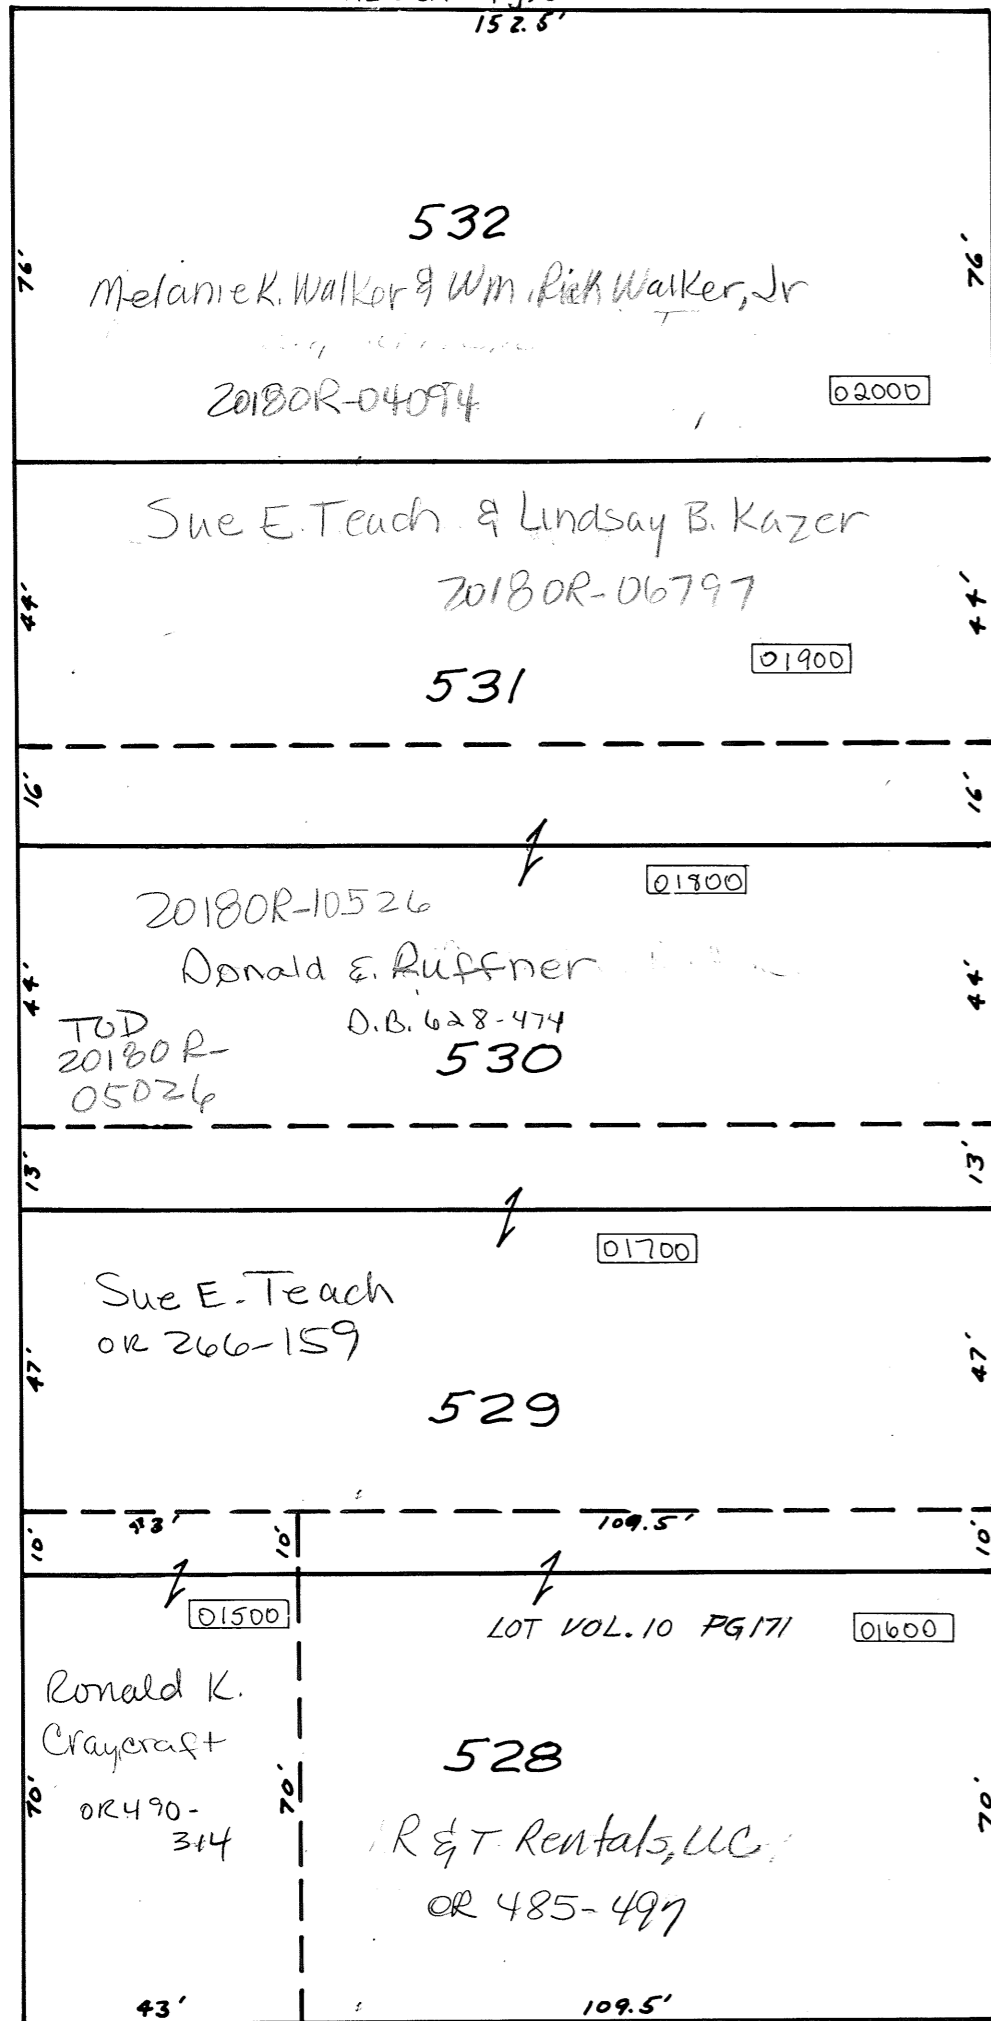 152.5'
532
76'
76'
Melanie K. Walker & Wm. Rick Walker, Jr
20180R-04094
02000
Sue E. Teach & Lindsay B. Kazer
20180R-06797
44'
44'
01900
531
16'
16'
01800
20180R-10526
Donald E. Ruffner
44'
44'
D.B. 628-474
TOD
20180R-
05026
530
13'
13'
01700
Sue E. Teach
OR 266-159
47'
47'
529
43'
109.5'
10'
10'
10'
01500
LOT VOL. 10 PG 171
01600
Ronald K.
Craycraft
528
70'
70'
70'
OR 490-
314
R & T Rentals, LLC
OR 485-497
43'
109.5'